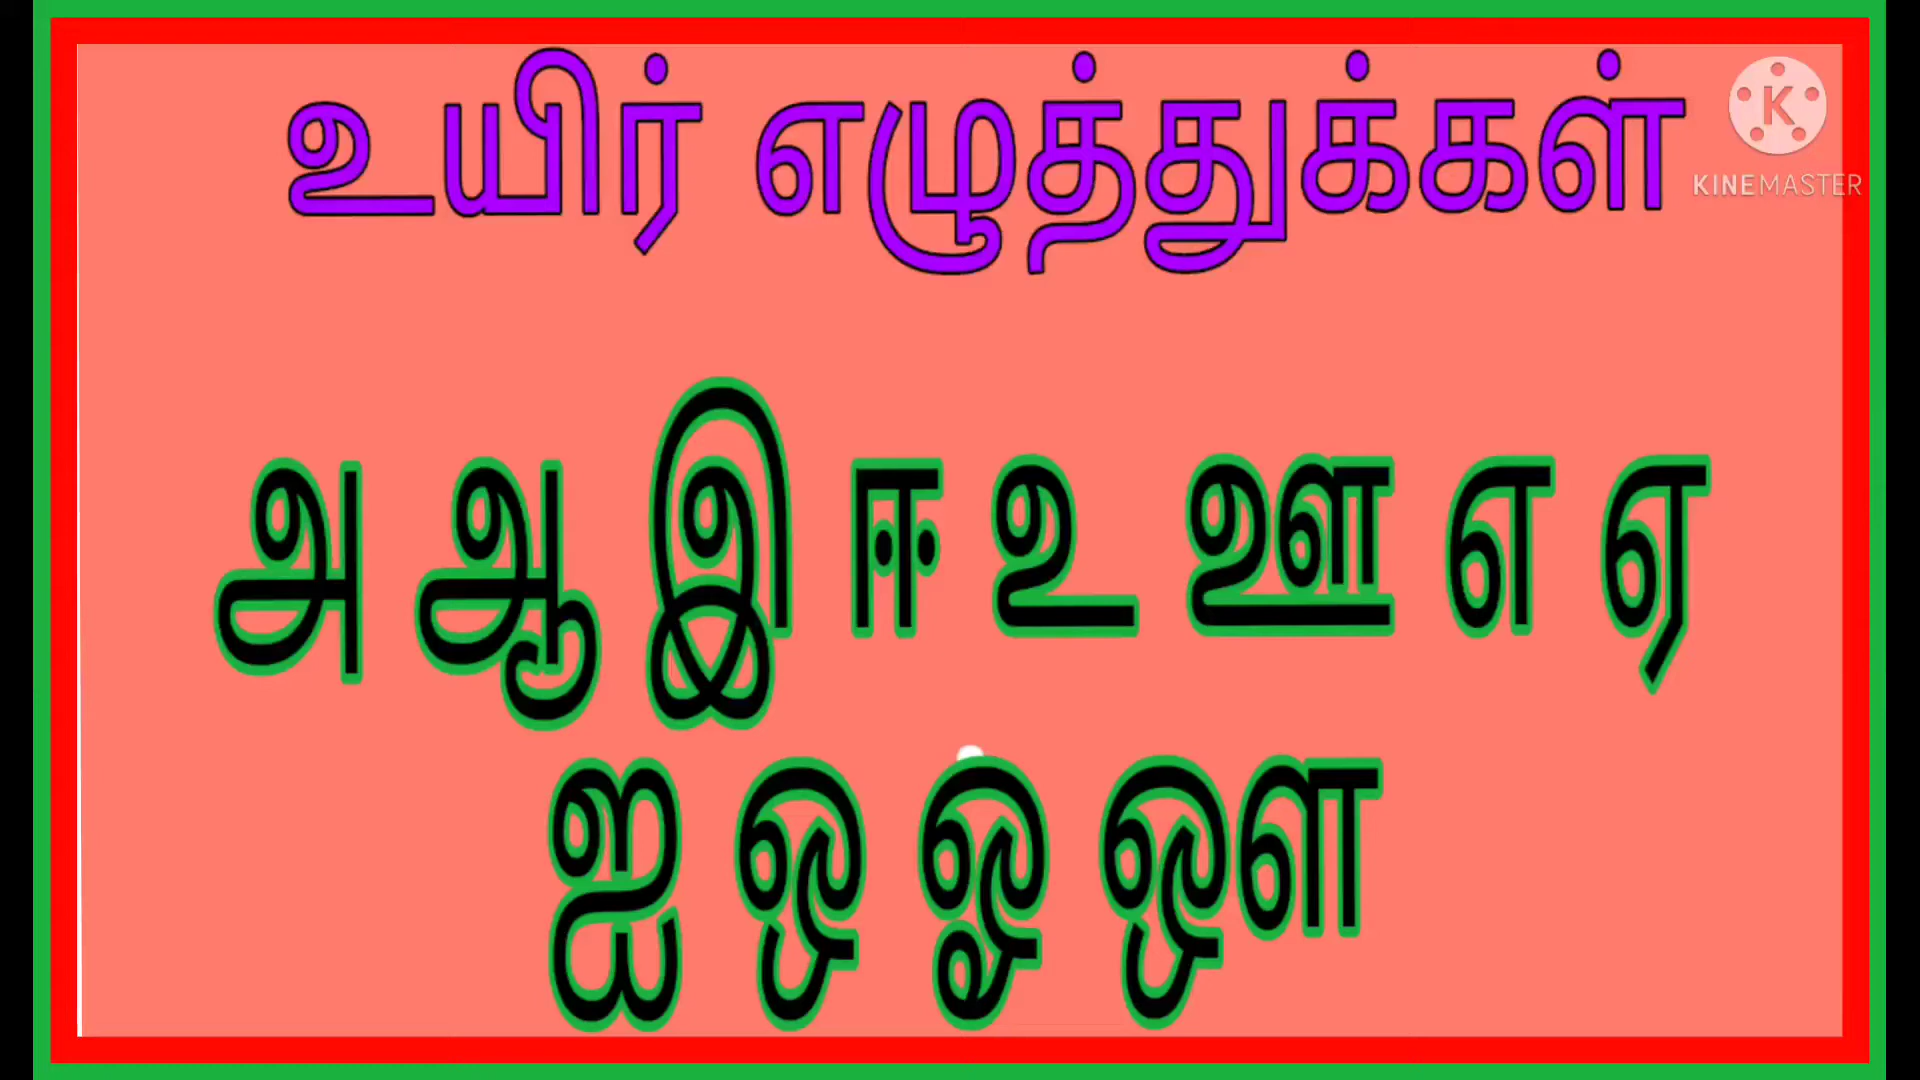 உயிர் எழுத்துக்கள்
KINEMASTER
அ ஆ இ ஈ உ ஊ எ ஏ
ஐ ஒ ஓ ஔ